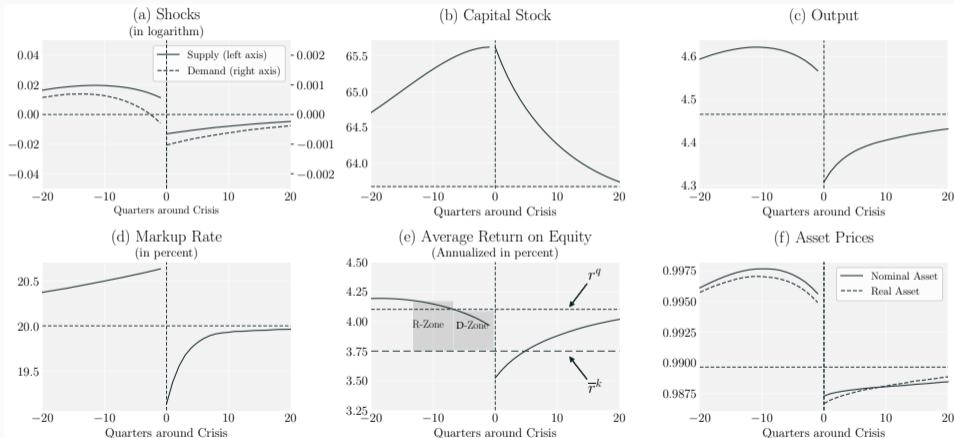 (a) Shocks
(in logarithm)
0.04
0.02
0.00
−0.02
−0.04
0.002
0.001
0.000
−0.001
−0.002
Supply (left axis)
Demand (right axis)
−20 −10 0 10 20
Quarters around Crisis
(b) Capital Stock
65.5
65.0
64.5
64.0
−20 −10 0 10 20
Quarters around Crisis
(c) Output
4.6
4.5
4.4
4.3
−20 −10 0 10 20
Quarters around Crisis
(d) Markup Rate
(in percent)
20.5
20.0
19.5
−20 −10 0 10 20
Quarters around Crisis
(e) Average Return on Equity
(Annualized in percent)
4.50
4.25
4.00
3.75
3.50
3.25
R-Zone
D-Zone
r^q
r̅^k
−20 −10 0 10 20
Quarters around Crisis
(f) Asset Prices
0.9975
0.9950
0.9925
0.9900
0.9875
Nominal Asset
Real Asset
−20 −10 0 10 20
Quarters around Crisis